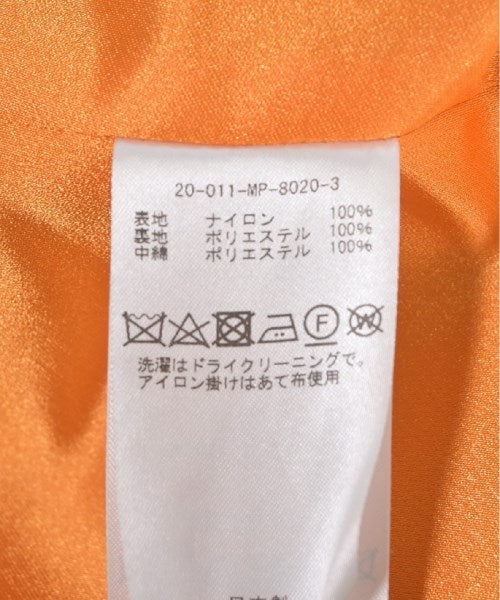 20-011-MP-8020-3
表地 ナイロン 100%
裏地 ポリエステル 100%
中綿 ポリエステル 100%
F W
洗濯はドライクリーニングで。
アイロン掛けはあて布使用